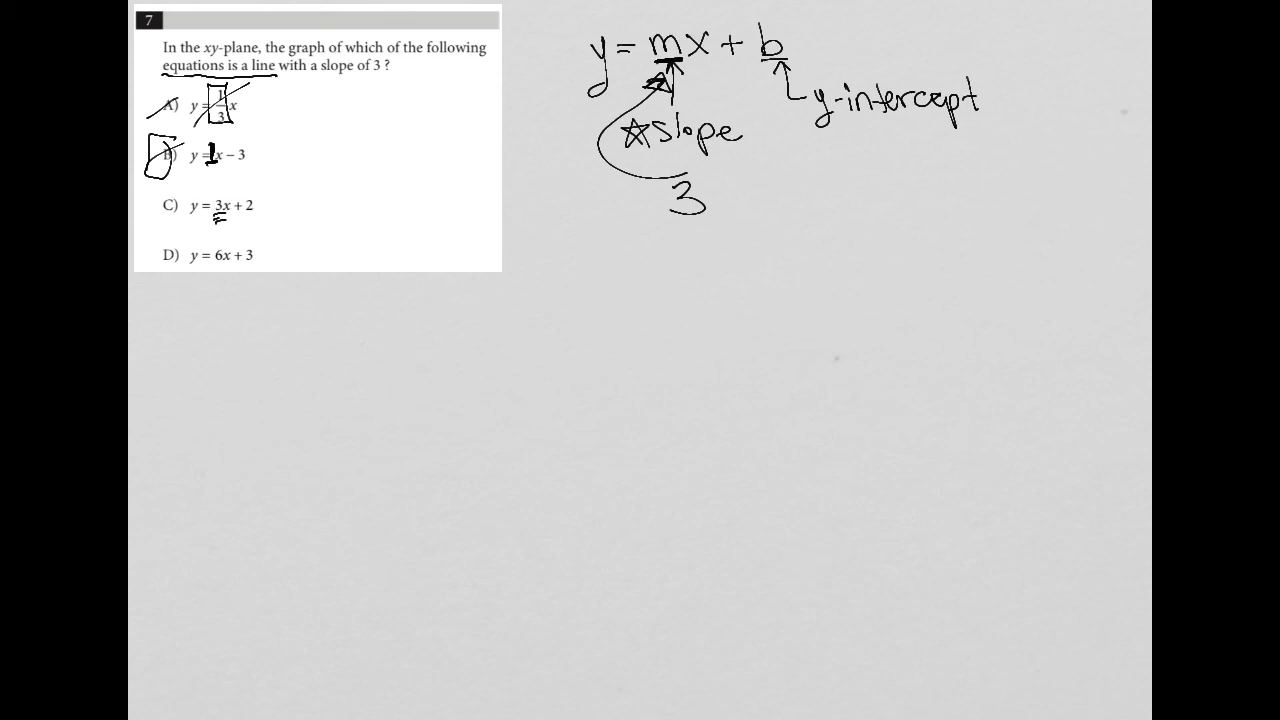 7
In the xy-plane, the graph of which of the following
equations is a line with a slope of 3 ?
A) y = 1/3 x
B) y = 1x – 3
C) y = 3x + 2
D) y = 6x + 3
y = mx + b
y-intercept
☆slope
3